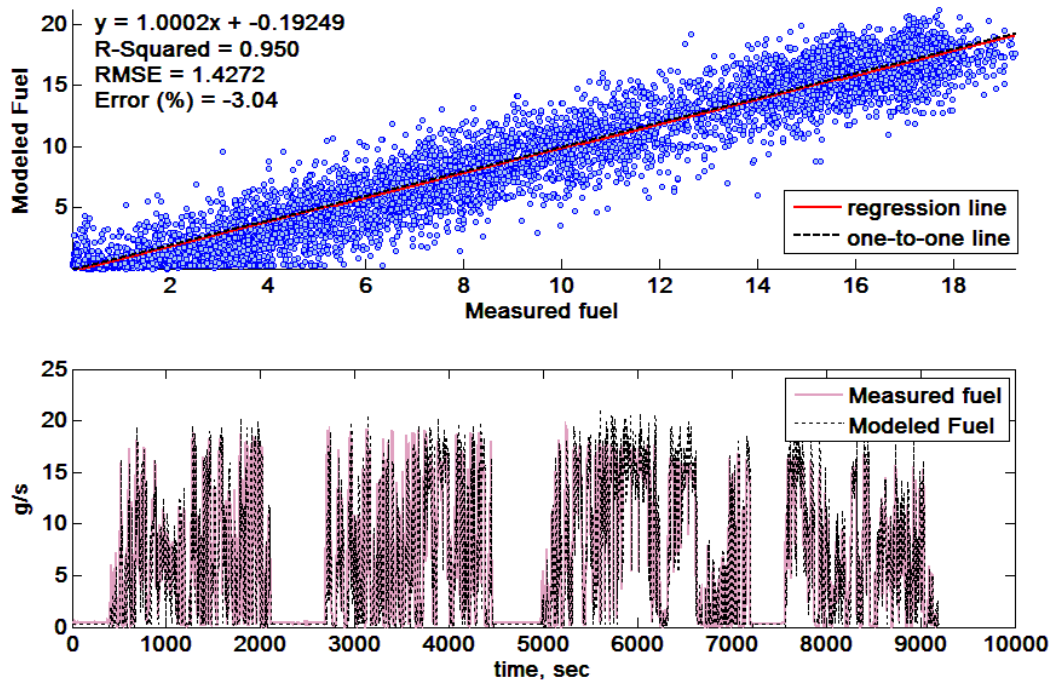 y = 1.0002x + -0.19249
R-Squared = 0.950
RMSE = 1.4272
Error (%) = -3.04
Modeled Fuel
20
15
10
5
regression line
one-to-one line
2 4 6 8 10 12 14 16 18
Measured fuel
g/s
25
20
15
10
5
0
Measured fuel
Modeled Fuel
0 1000 2000 3000 4000 5000 6000 7000 8000 9000 10000
time, sec